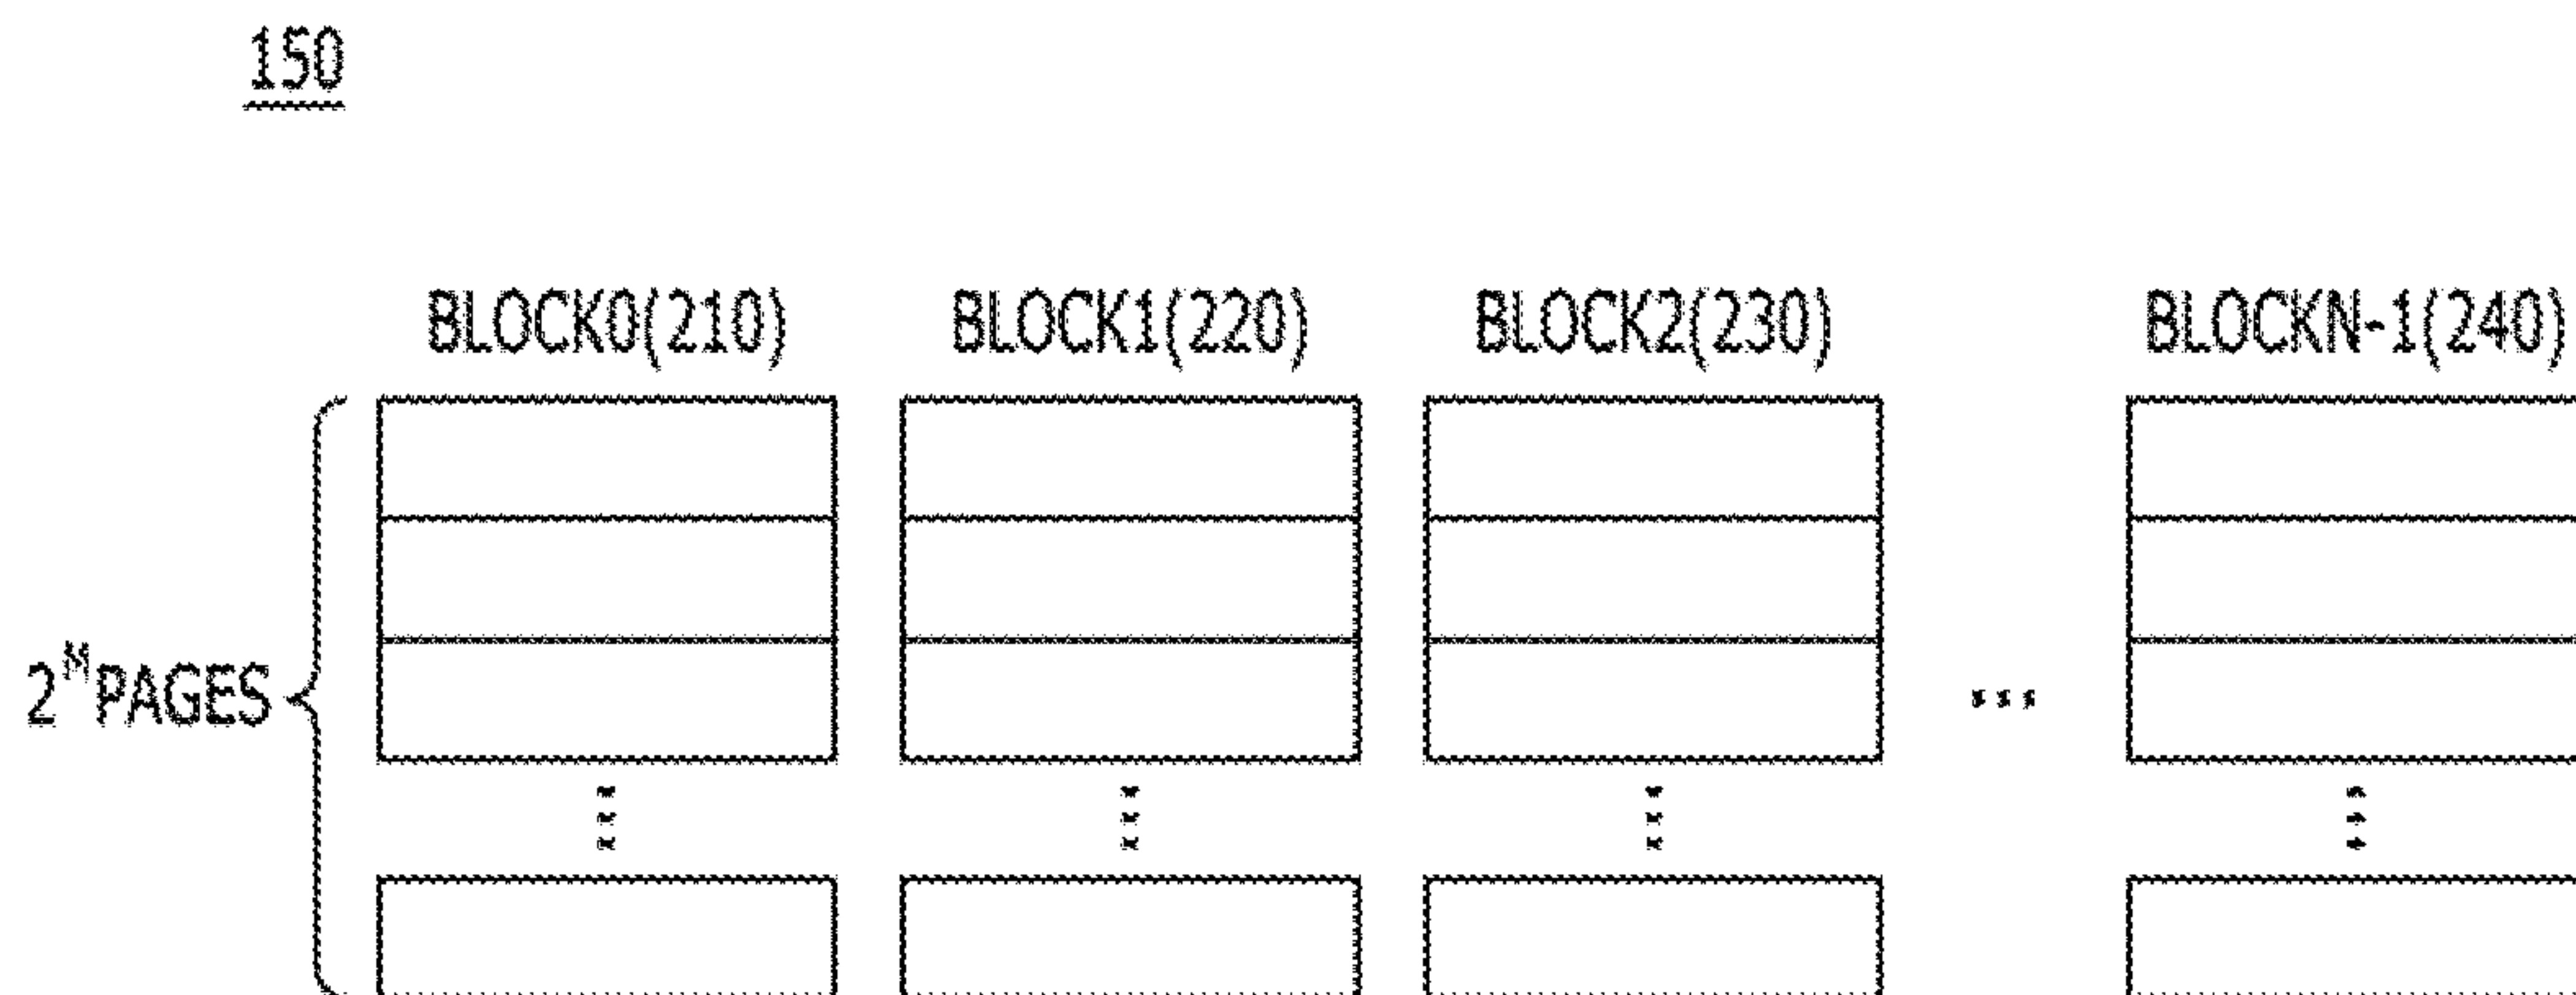 150
BLOCK0(210) BLOCK1(220) BLOCK2(230) BLOCKN-1(240)
2^M PAGES
...